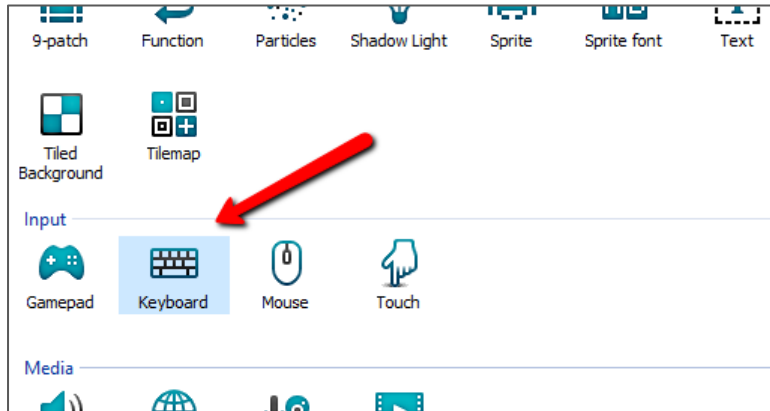 9-patch Function Particles Shadow Light Sprite Sprite font Text
Tiled Background Tilemap
Input
Gamepad Keyboard Mouse Touch
Media